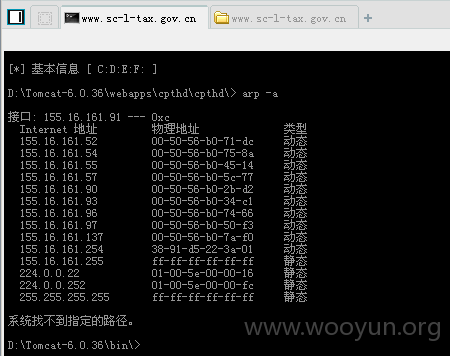 www.sc-l-tax.gov.cn
www.sc-l-tax.gov.cn
[*] 基本信息 [ C:D:E:F: ]
D:\Tomcat-6.0.36\webapps\cpthd\cpthd\> arp -a
接口: 155.16.161.91 --- 0xc
Internet 地址 物理地址 类型
155.16.161.52 00-50-56-b0-71-dc 动态
155.16.161.54 00-50-56-b0-75-8a 动态
155.16.161.55 00-50-56-b0-45-14 动态
155.16.161.57 00-50-56-b0-5c-77 动态
155.16.161.90 00-50-56-b0-2b-d2 动态
155.16.161.93 00-50-56-b0-34-c1 动态
155.16.161.96 00-50-56-b0-74-66 动态
155.16.161.97 00-50-56-b0-50-f3 动态
155.16.161.137 00-50-56-b0-7a-f0 动态
155.16.161.254 38-91-d5-22-3a-01 动态
155.16.161.255 ff-ff-ff-ff-ff-ff 静态
224.0.0.22 01-00-5e-00-00-16 静态
224.0.0.252 01-00-5e-00-00-fc 静态
255.255.255.255 ff-ff-ff-ff-ff-ff 静态
系统找不到指定的路径。
www.wooyun.org
D:\Tomcat-6.0.36\bin\>